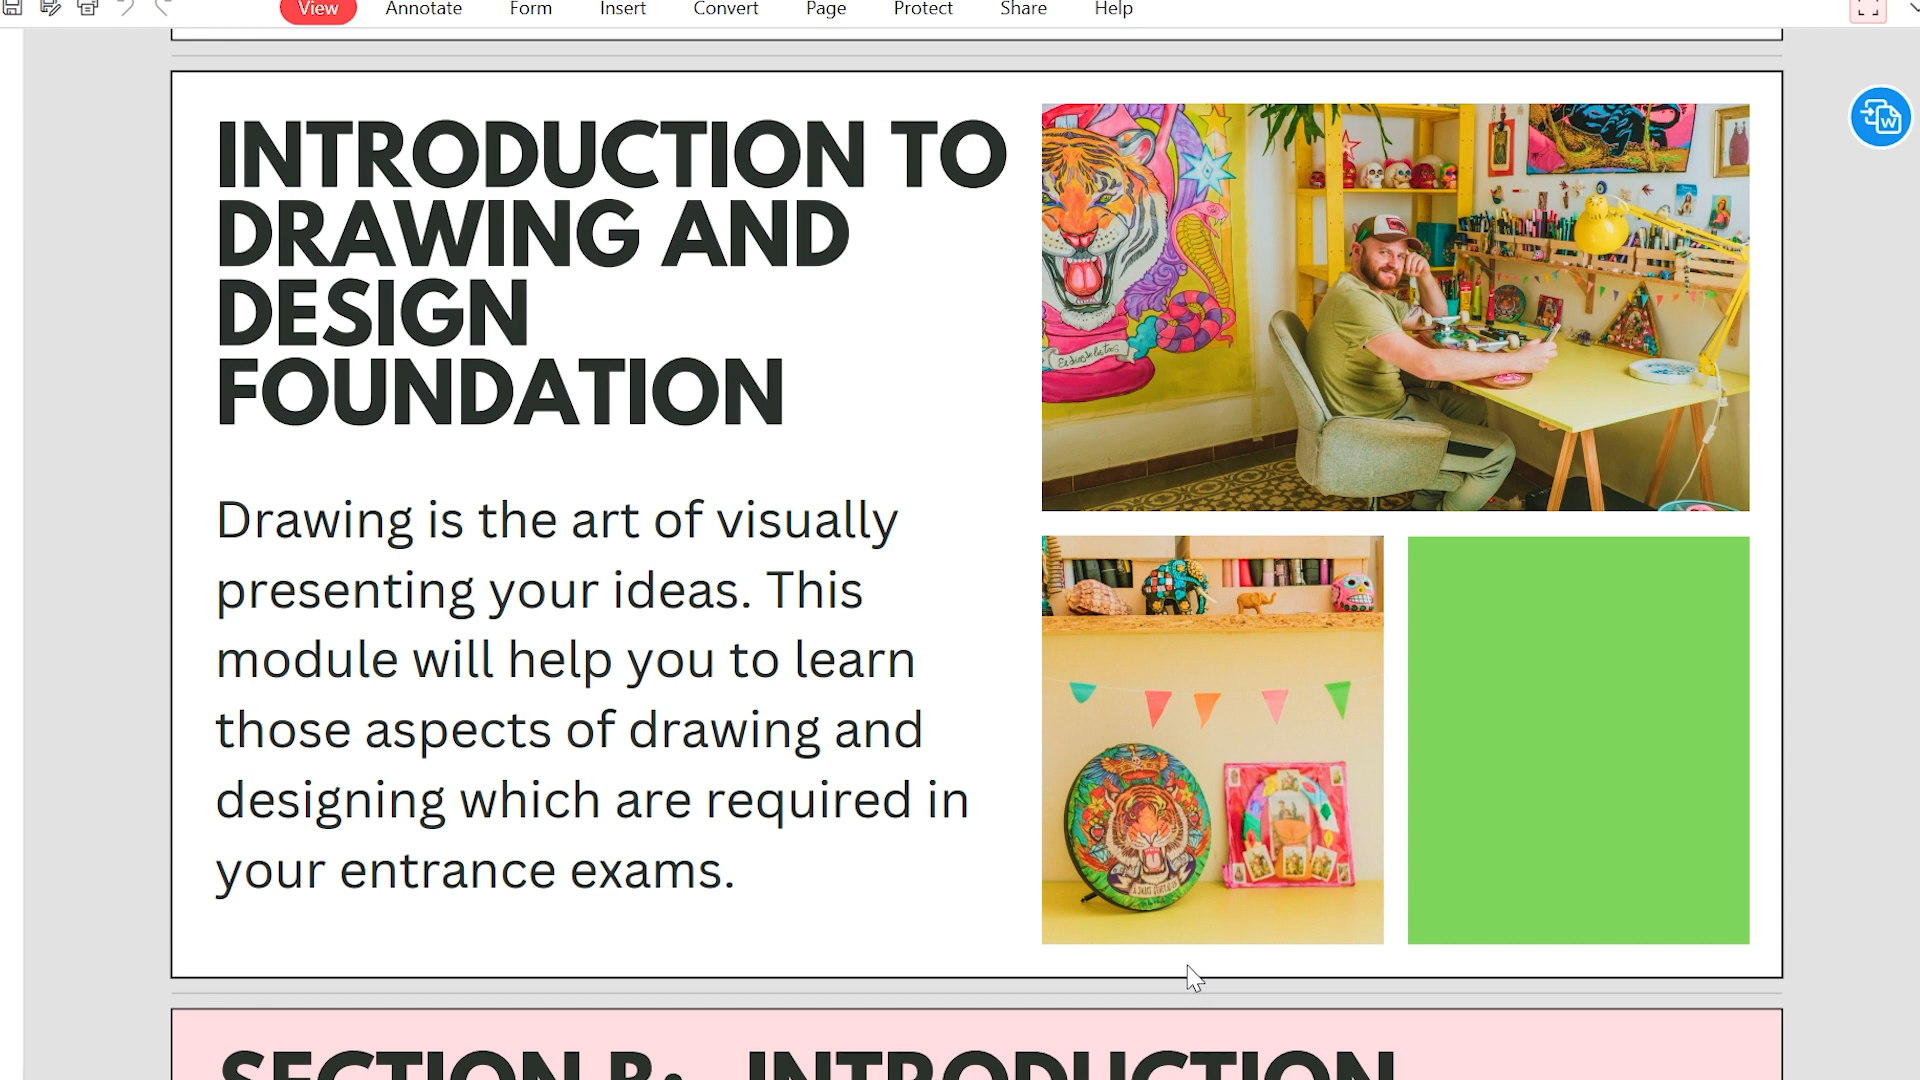 View Annotate Form Insert Convert Page Protect Share Help
INTRODUCTION TO
DRAWING AND
DESIGN
FOUNDATION
Drawing is the art of visually
presenting your ideas. This
module will help you to learn
those aspects of drawing and
designing which are required in
your entrance exams.
SECTION B: INTRODUCTION